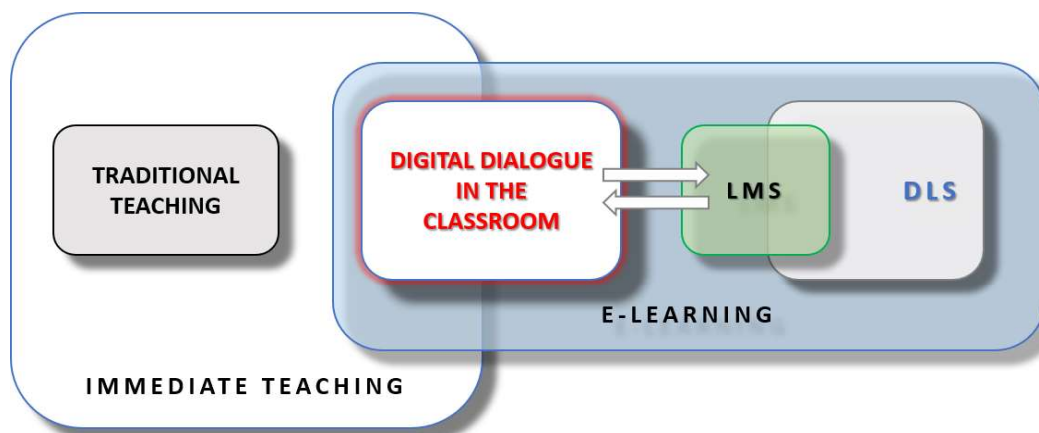 TRADITIONAL
TEACHING
DIGITAL DIALOGUE
IN THE
CLASSROOM
LMS
DLS
E-LEARNING
IMMEDIATE TEACHING